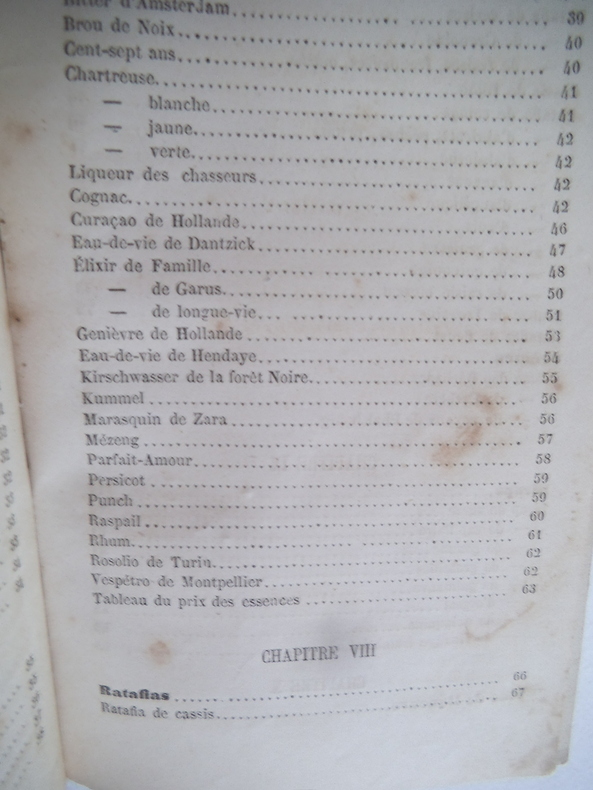 Bitter d'Amsterdam........ 39
Brou de Noix........ 40
Cent-sept ans........ 40
Chartreuse........ 41
— blanche........ 41
— jaune........ 42
— verte........ 42
Liqueur des chasseurs........ 42
Cognac........ 42
Curaçao de Hollande........ 46
Eau-de-vie de Dantzick........ 47
Élixir de Famille........ 48
— de Garus........ 50
— de longue-vie........ 51
Genièvre de Hollande........ 53
Eau-de-vie de Hendaye........ 54
Kirschwasser de la forêt Noire........ 55
Kummel........ 56
Marasquin de Zara........ 56
Mézeng........ 57
Parfait-Amour........ 58
Persicot........ 59
Punch........ 59
Raspail........ 60
Rhum........ 61
Rosolio de Turin........ 62
Vespétro de Montpellier........ 62
Tableau du prix des essences........ 63
CHAPITRE VIII
Ratafias........ 66
Ratafia de cassis........ 67